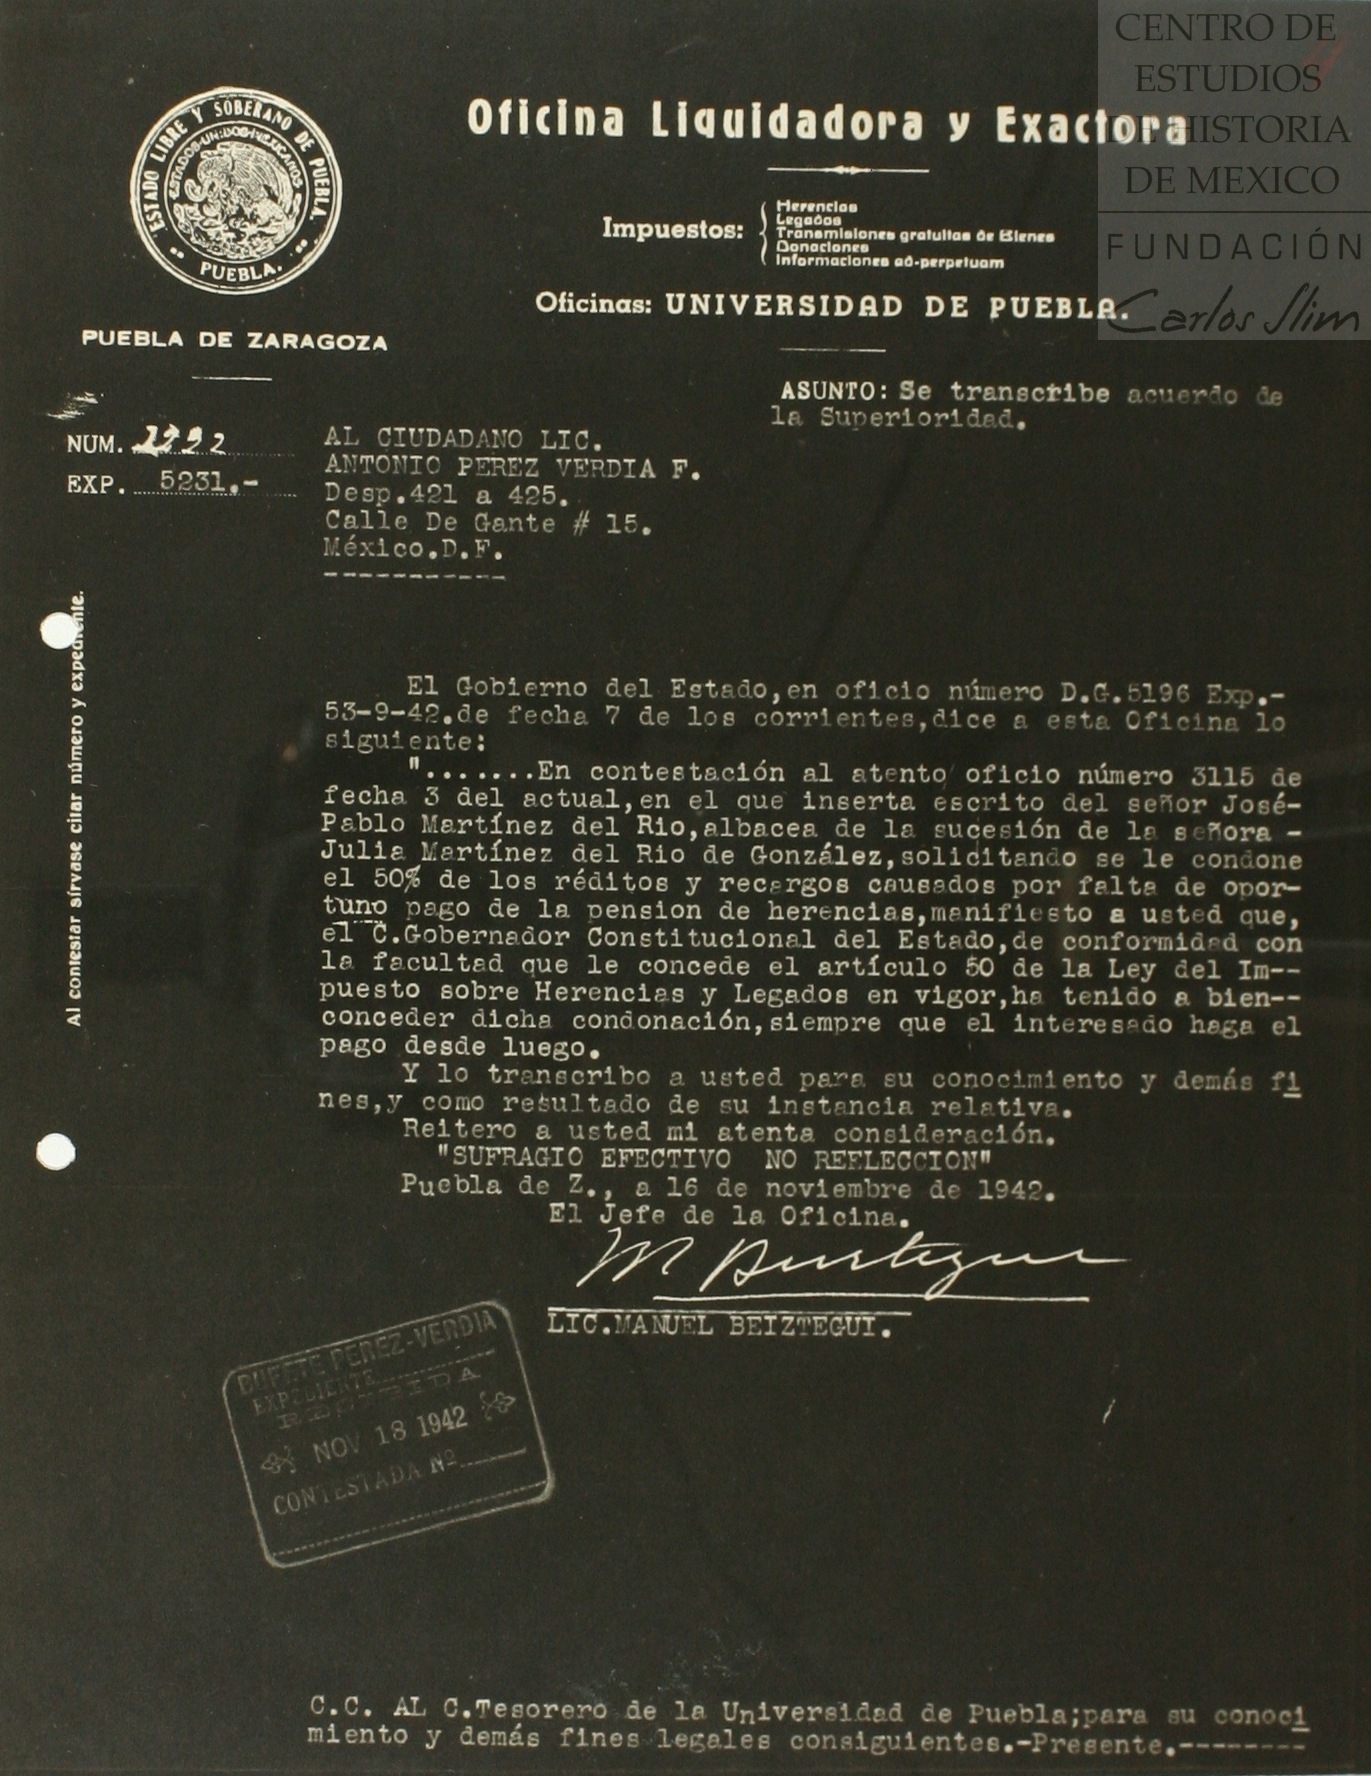 CENTRO DE
ESTUDIOS
DE HISTORIA
DE MEXICO
FUNDACIÓN
Carlos Slim
ESTADO LIBRE Y SOBERANO DE PUEBLA
ESTADOS UNIDOS MEXICANOS
PUEBLA.
Oficina Liquidadora y Exactora
Impuestos:
Herencias
Legados
Transmisiones gratuitas de Bienes
Donaciones
Informaciones ad-perpetuam
Oficinas: UNIVERSIDAD DE PUEBLA.
PUEBLA DE ZARAGOZA
ASUNTO: Se transcribe acuerdo de
la Superioridad.
NUM.
EXP. 5231.-
AL CIUDADANO LIC.
ANTONIO PEREZ VERDIA F.
Desp.421 a 425.
Calle De Gante # 15.
México.D.F.
-----------
Al contestar sírvase citar número y expediente.
El Gobierno del Estado,en oficio número D.G.5196 Exp.-
53-9-42.de fecha 7 de los corrientes,dice a esta Oficina lo
siguiente:
".......En contestación al atento oficio número 3115 de
fecha 3 del actual,en el que inserta escrito del señor José-
Pablo Martínez del Rio,albacea de la sucesión de la señora -
Julia Martínez del Rio de González,solicitando se le condone
el 50% de los réditos y recargos causados por falta de opor-
tuno pago de la pension de herencias,manifiesto a usted que,
el C.Gobernador Constitucional del Estado,de conformidad con
la facultad que le concede el artículo 50 de la Ley del Im--
puesto sobre Herencias y Legados en vigor,ha tenido a bien--
conceder dicha condonación,siempre que el interesado haga el
pago desde luego.
Y lo transcribo a usted para su conocimiento y demás fi
nes,y como resultado de su instancia relativa.
Reitero a usted mi atenta consideración.
"SUFRAGIO EFECTIVO NO REELECCION"
Puebla de Z., a 16 de noviembre de 1942.
El Jefe de la Oficina.
M Beiztegui
LIC.MANUEL BEIZTEGUI.
BUFETE PEREZ-VERDIA
EXPEDIENTE
RECIBIDA
NOV 18 1942
CONTESTADA Nº
C.C. AL C.Tesorero de la Universidad de Puebla;para su conoci
miento y demás fines legales consiguientes.-Presente.--------